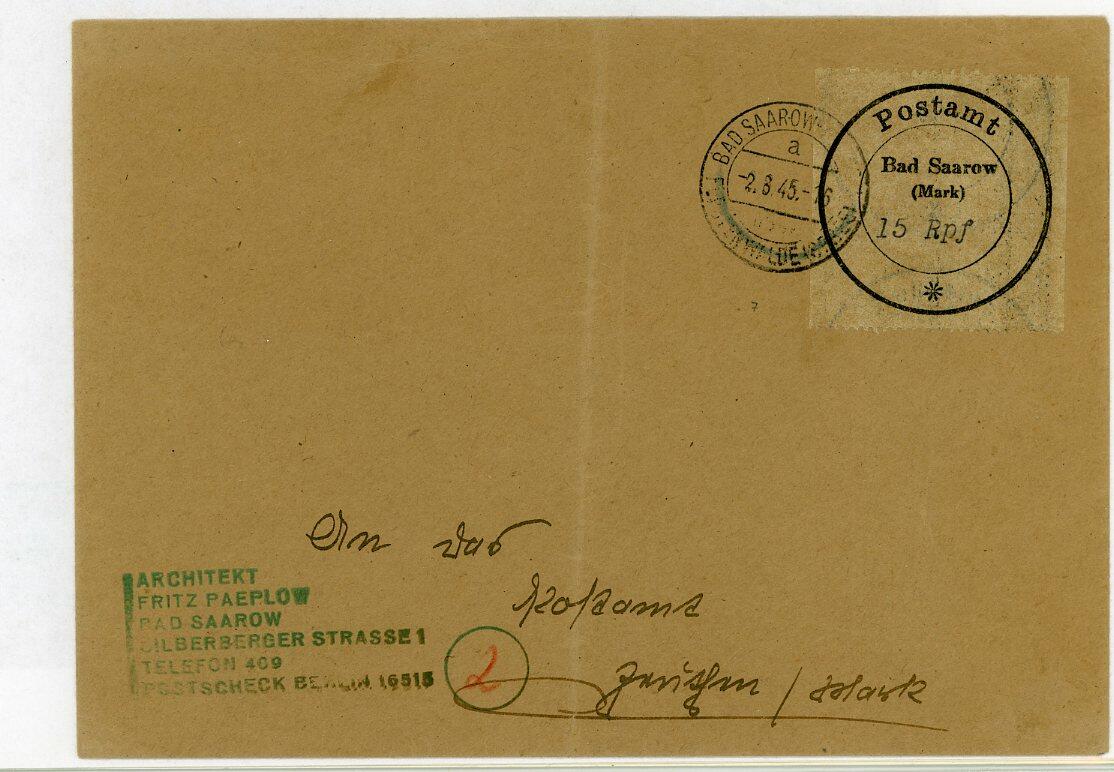 Postamt
Bad Saarow
(Mark)
15 Rpf
BAD SAAROW
a
-2.8.45.-16
An das
Postamt
Zeuthen / Mark
ARCHITEKT
FRITZ PAEPLOW
BAD SAAROW
SILBERBERGER STRASSE 1
TELEFON 409
POSTSCHECK BERLIN 16515
2